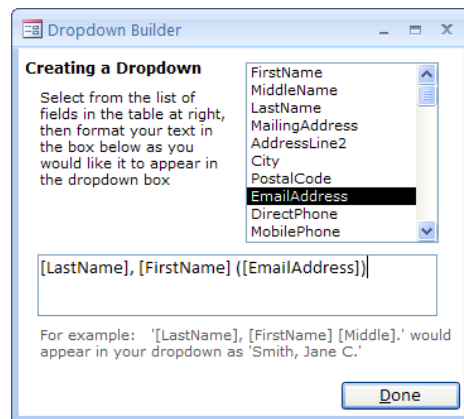 Dropdown Builder
Creating a Dropdown
Select from the list of
fields in the table at right,
then format your text in
the box below as you
would like it to appear in
the dropdown box
FirstName
MiddleName
LastName
MailingAddress
AddressLine2
City
PostalCode
EmailAddress
DirectPhone
MobilePhone
[LastName], [FirstName] ([EmailAddress])
For example: '[LastName], [FirstName] [Middle].' would
appear in your dropdown as 'Smith, Jane C.'
Done